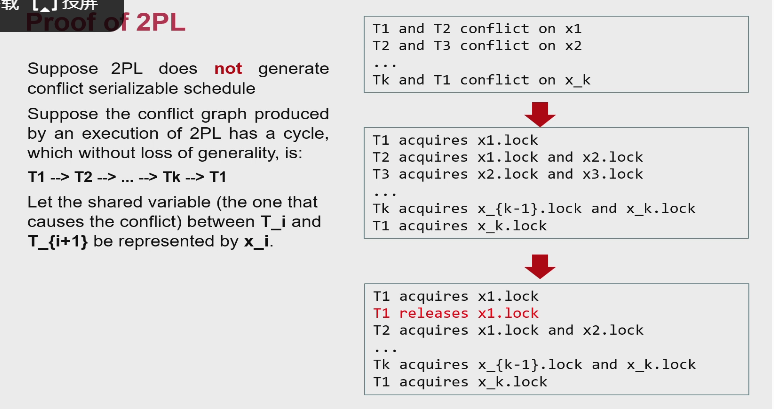 载 【 】投屏
Proof of 2PL
Suppose 2PL does not generate
conflict serializable schedule
Suppose the conflict graph produced
by an execution of 2PL has a cycle,
which without loss of generality, is:
T1 --> T2 --> ... --> Tk --> T1
Let the shared variable (the one that
causes the conflict) between T_i and
T_{i+1} be represented by x_i.
T1 and T2 conflict on x1
T2 and T3 conflict on x2
...
Tk and T1 conflict on x_k
T1 acquires x1.lock
T2 acquires x1.lock and x2.lock
T3 acquires x2.lock and x3.lock
...
Tk acquires x_{k-1}.lock and x_k.lock
T1 acquires x_k.lock
T1 acquires x1.lock
T1 releases x1.lock
T2 acquires x1.lock and x2.lock
...
Tk acquires x_{k-1}.lock and x_k.lock
T1 acquires x_k.lock